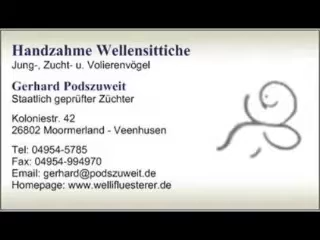 Handzahme Wellensittiche
Jung-, Zucht- u. Volierenvögel
Gerhard Podszuweit
Staatlich geprüfter Züchter
Koloniestr. 42
26802 Moormerland - Veenhusen
Tel: 04954-5785
Fax: 04954-994970
Email: gerhard@podszuweit.de
Homepage: www.wellifluesterer.de